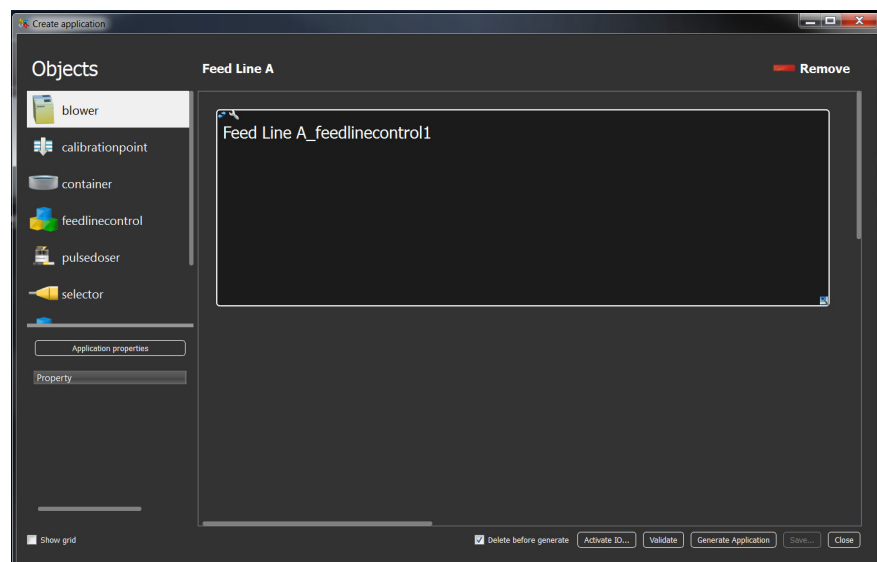 Create application
Objects
Feed Line A
Remove
blower
calibrationpoint
container
feedlinecontrol
pulsedoser
selector
Feed Line A_feedlinecontrol1
Application properties
Property
Show grid
Delete before generate
Activate IO...
Validate
Generate Application
Save...
Close